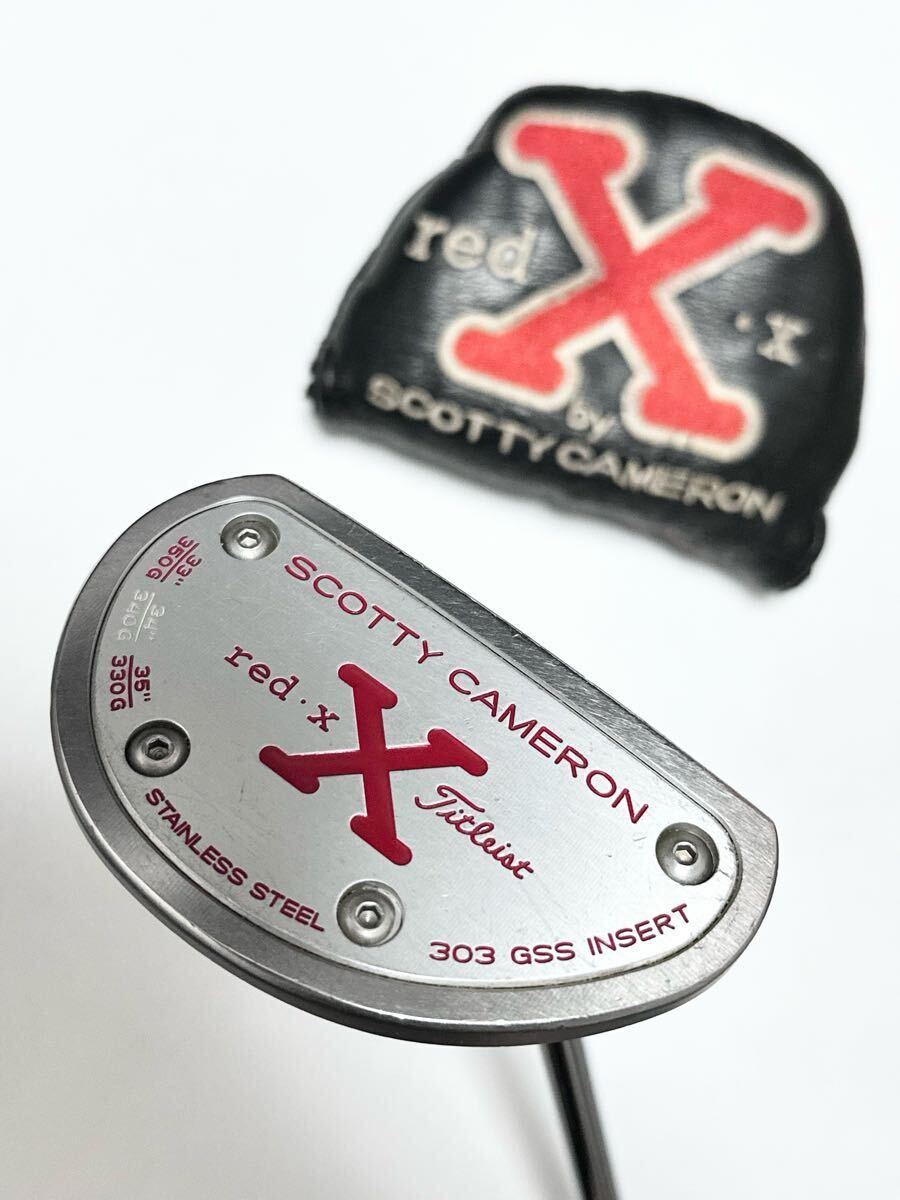 red
X
.x
by
SCOTTY CAMERON
33"
350G
34"
340G
35"
330G
SCOTTY CAMERON
red.x
X
Titleist
STAINLESS STEEL
303 GSS INSERT